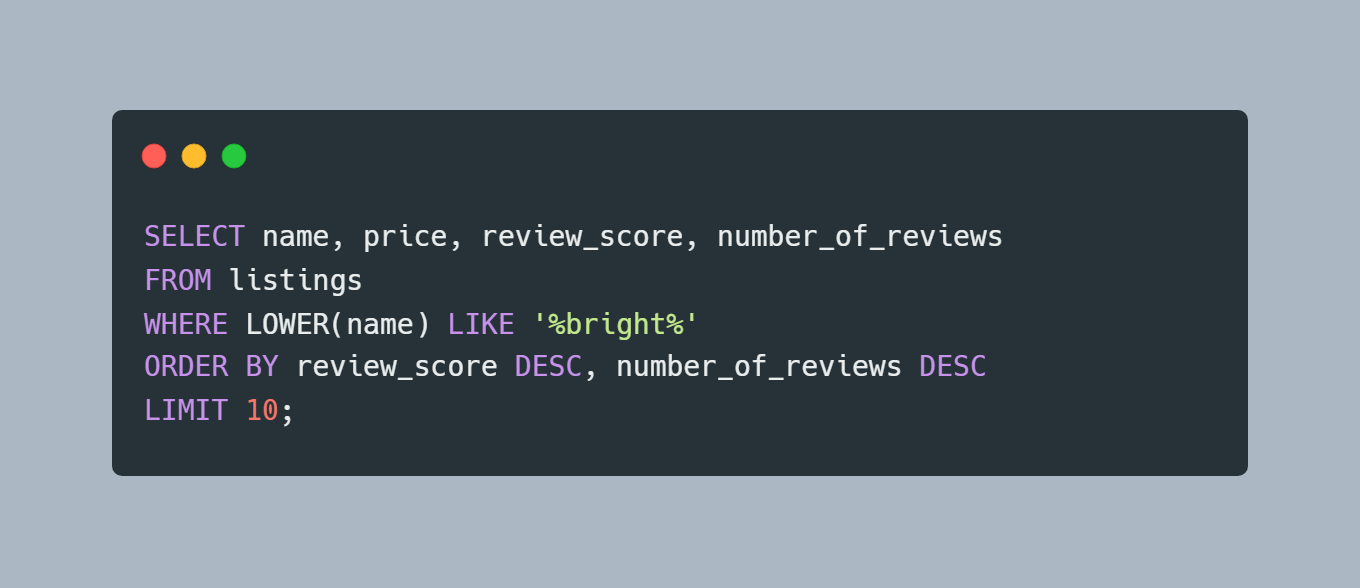 SELECT name, price, review_score, number_of_reviews
FROM listings
WHERE LOWER(name) LIKE '%bright%'
ORDER BY review_score DESC, number_of_reviews DESC
LIMIT 10;